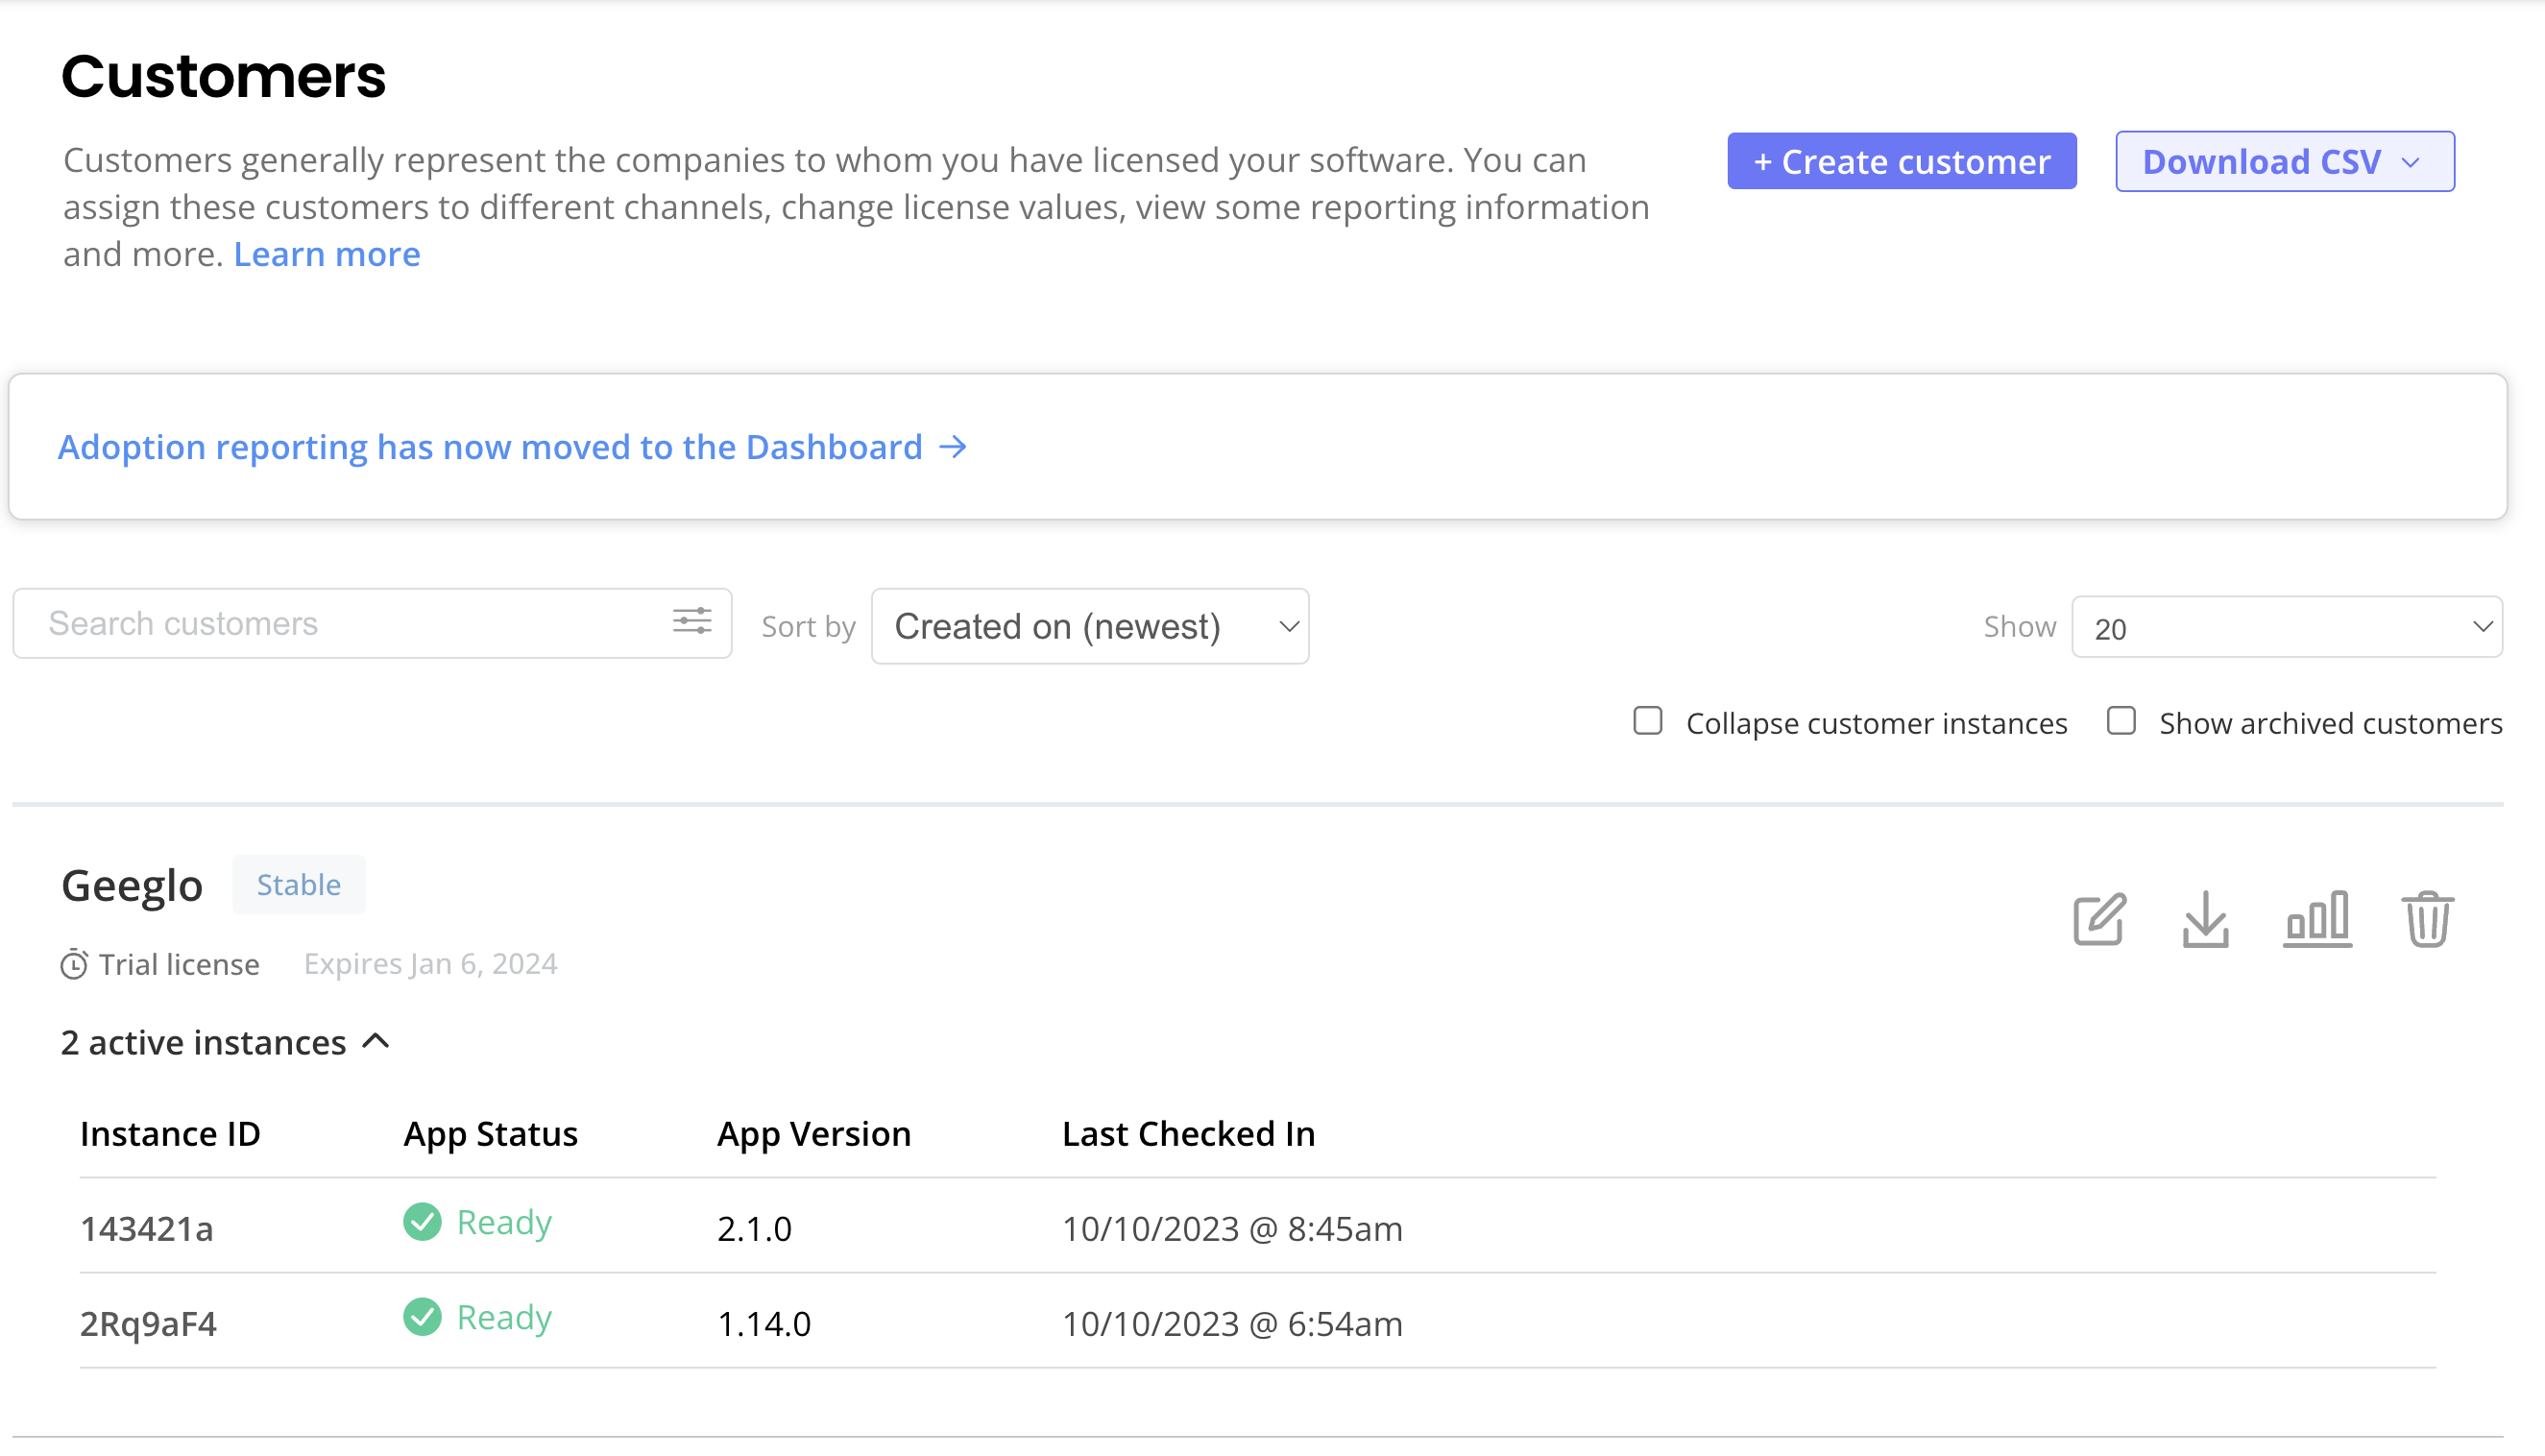 Customers
Customers generally represent the companies to whom you have licensed your software. You can
assign these customers to different channels, change license values, view some reporting information
and more. Learn more
+ Create customer
Download CSV
Adoption reporting has now moved to the Dashboard →
Search customers
Sort by
Created on (newest)
Show
20
Collapse customer instances
Show archived customers
Geeglo
Stable
Trial license
Expires Jan 6, 2024
2 active instances
Instance ID App Status App Version Last Checked In
143421a Ready 2.1.0 10/10/2023 @ 8:45am
2Rq9aF4 Ready 1.14.0 10/10/2023 @ 6:54am